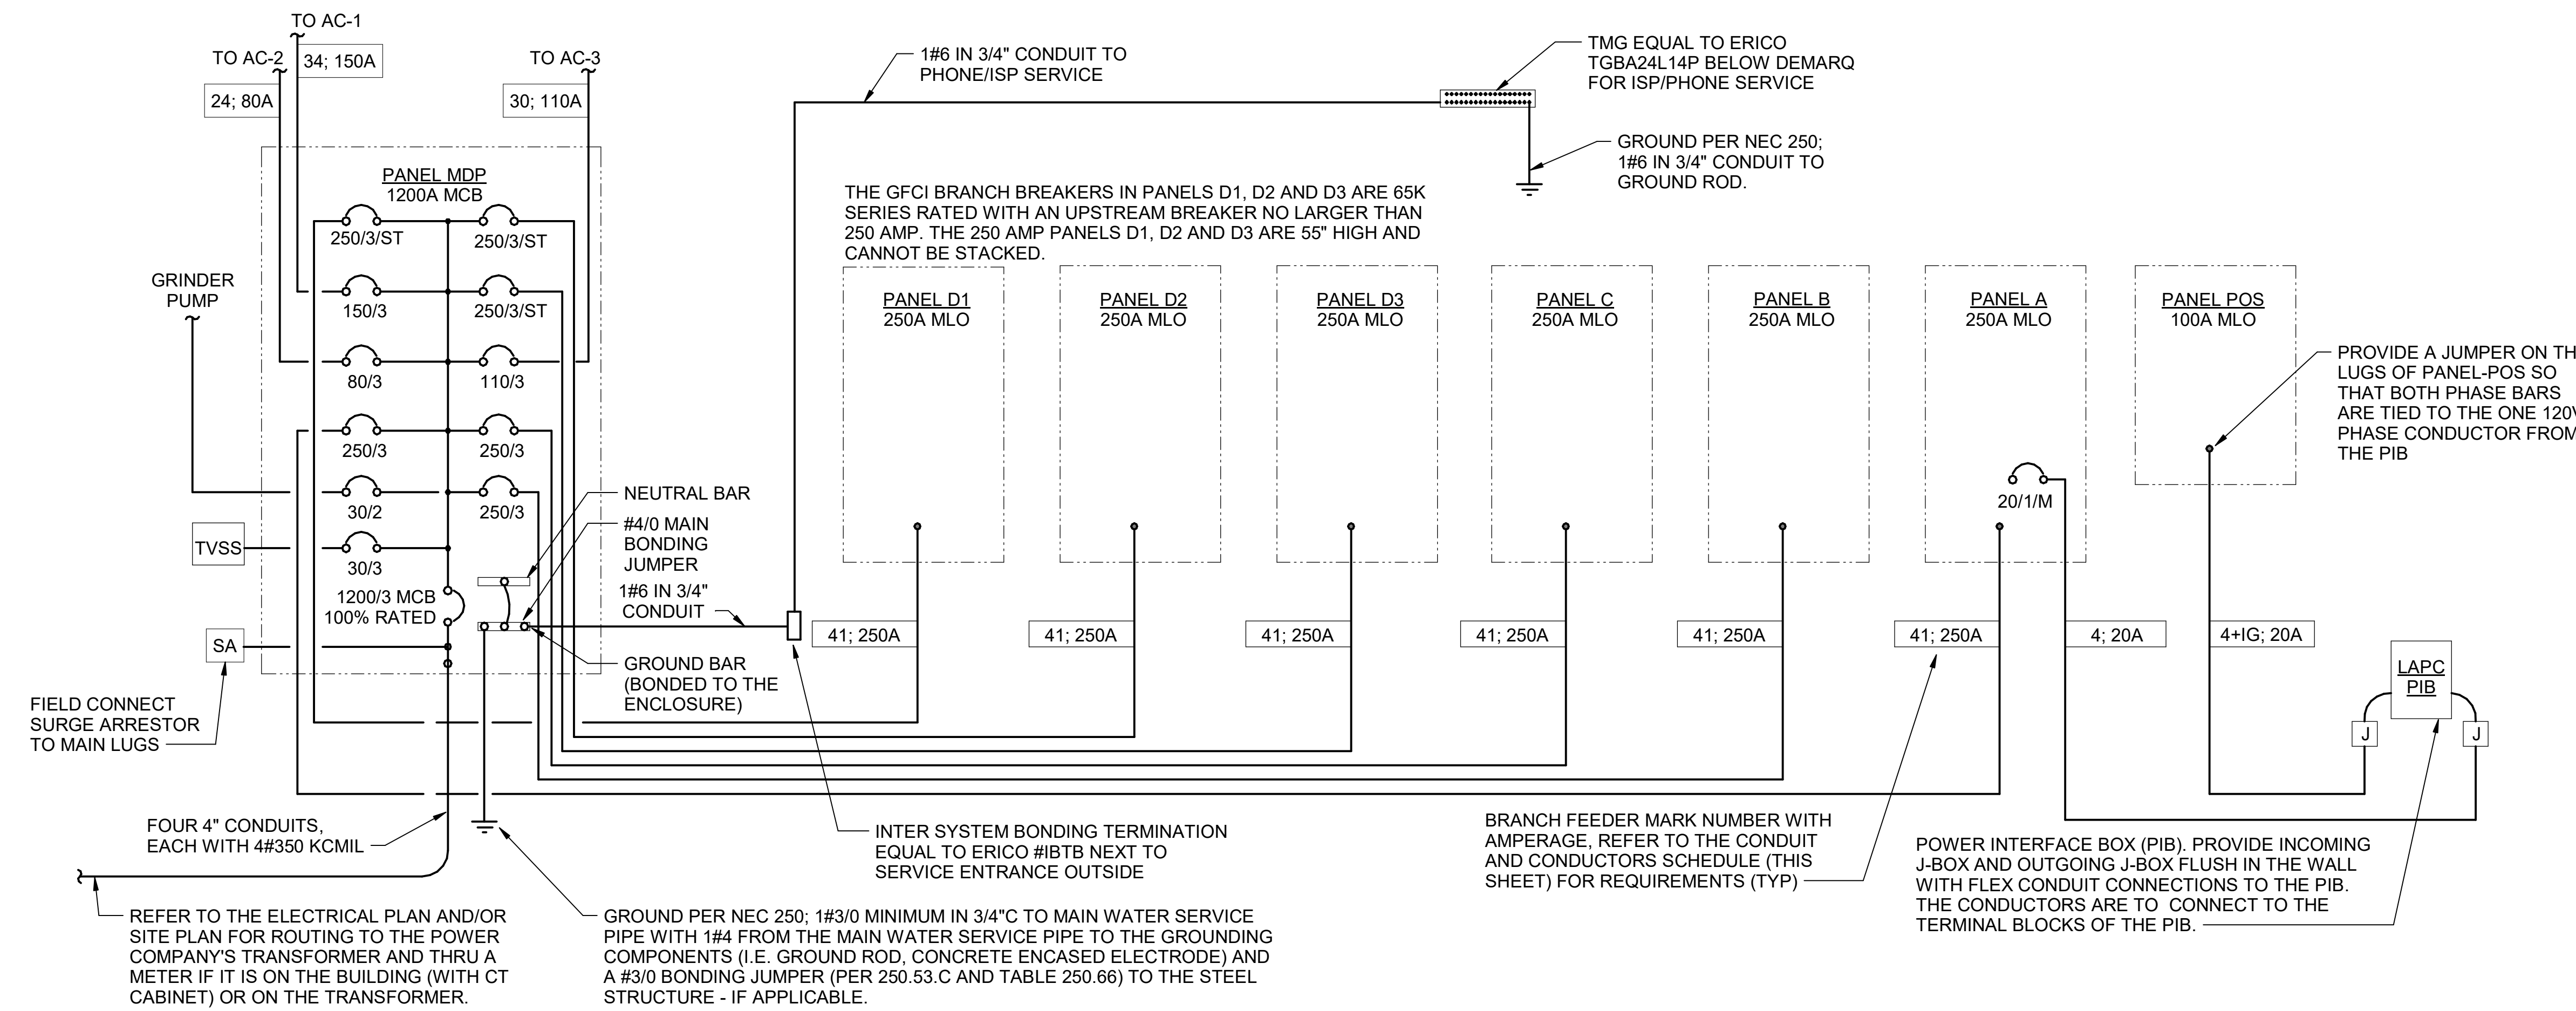 TO AC-1
TO AC-2
34; 150A
TO AC-3
24; 80A
30; 110A
PANEL MDP
1200A MCB
250/3/ST
250/3/ST
150/3
250/3/ST
80/3
110/3
250/3
250/3
30/2
250/3
30/3
1200/3 MCB
100% RATED
GRINDER
PUMP
TVSS
SA
FIELD CONNECT
SURGE ARRESTOR
TO MAIN LUGS
FOUR 4" CONDUITS,
EACH WITH 4#350 KCMIL
REFER TO THE ELECTRICAL PLAN AND/OR
SITE PLAN FOR ROUTING TO THE POWER
COMPANY'S TRANSFORMER AND THRU A
METER IF IT IS ON THE BUILDING (WITH CT
CABINET) OR ON THE TRANSFORMER.
NEUTRAL BAR
#4/0 MAIN
BONDING
JUMPER
1#6 IN 3/4"
CONDUIT
GROUND BAR
(BONDED TO THE
ENCLOSURE)
GROUND PER NEC 250; 1#3/0 MINIMUM IN 3/4"C TO MAIN WATER SERVICE
PIPE WITH 1#4 FROM THE MAIN WATER SERVICE PIPE TO THE GROUNDING
COMPONENTS (I.E. GROUND ROD, CONCRETE ENCASED ELECTRODE) AND
A #3/0 BONDING JUMPER (PER 250.53.C AND TABLE 250.66) TO THE STEEL
STRUCTURE - IF APPLICABLE.
1#6 IN 3/4" CONDUIT TO
PHONE/ISP SERVICE
TMG EQUAL TO ERICO
TGBA24L14P BELOW DEMARQ
FOR ISP/PHONE SERVICE
GROUND PER NEC 250;
1#6 IN 3/4" CONDUIT TO
GROUND ROD.
THE GFCI BRANCH BREAKERS IN PANELS D1, D2 AND D3 ARE 65K
SERIES RATED WITH AN UPSTREAM BREAKER NO LARGER THAN
250 AMP. THE 250 AMP PANELS D1, D2 AND D3 ARE 55" HIGH AND
CANNOT BE STACKED.
PANEL D1
250A MLO
PANEL D2
250A MLO
PANEL D3
250A MLO
PANEL C
250A MLO
PANEL B
250A MLO
PANEL A
250A MLO
PANEL POS
100A MLO
20/1/M
PROVIDE A JUMPER ON TH
LUGS OF PANEL-POS SO
THAT BOTH PHASE BARS
ARE TIED TO THE ONE 120V
PHASE CONDUCTOR FROM
THE PIB
41; 250A
41; 250A
41; 250A
41; 250A
41; 250A
41; 250A
4; 20A
4+IG; 20A
LAPC
PIB
J
J
INTER SYSTEM BONDING TERMINATION
EQUAL TO ERICO #IBTB NEXT TO
SERVICE ENTRANCE OUTSIDE
BRANCH FEEDER MARK NUMBER WITH
AMPERAGE, REFER TO THE CONDUIT
AND CONDUCTORS SCHEDULE (THIS
SHEET) FOR REQUIREMENTS (TYP)
POWER INTERFACE BOX (PIB). PROVIDE INCOMING
J-BOX AND OUTGOING J-BOX FLUSH IN THE WALL
WITH FLEX CONDUIT CONNECTIONS TO THE PIB.
THE CONDUCTORS ARE TO CONNECT TO THE
TERMINAL BLOCKS OF THE PIB.